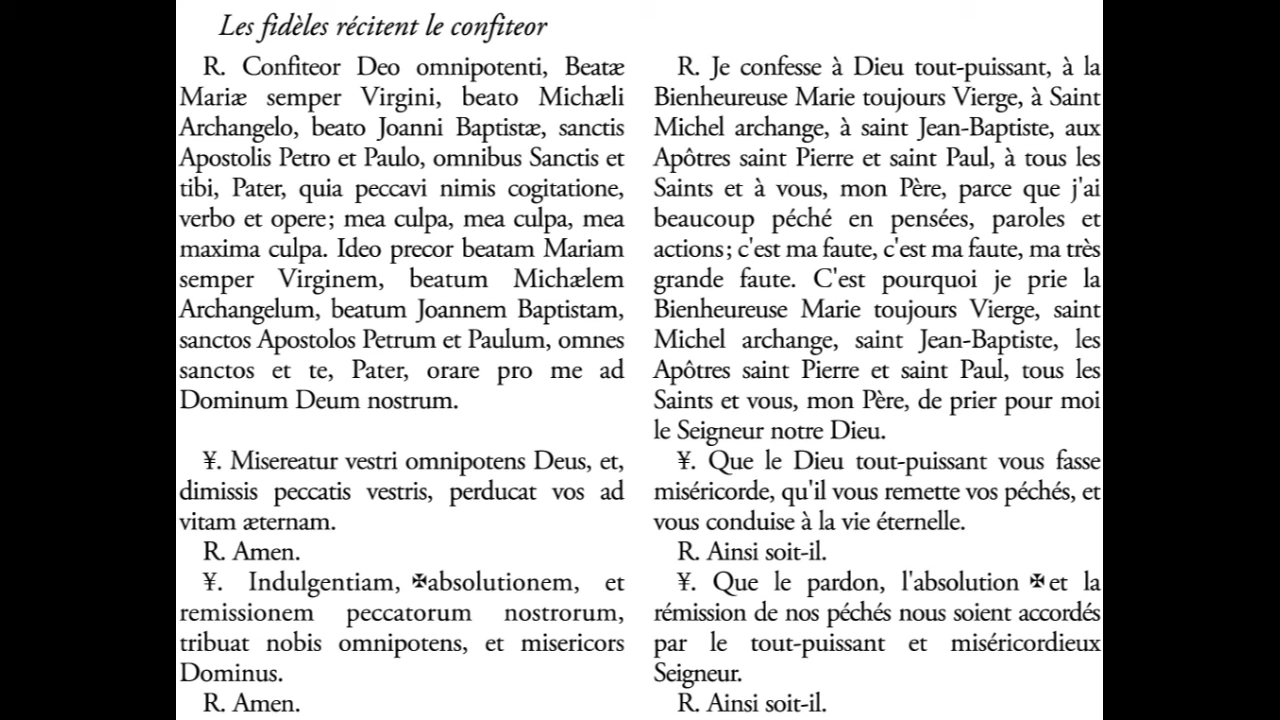 Les fidèles récitent le confiteor
R. Confiteor Deo omnipotenti, Beatæ
Mariæ semper Virgini, beato Michæli
Archangelo, beato Joanni Baptistæ, sanctis
Apostolis Petro et Paulo, omnibus Sanctis et
tibi, Pater, quia peccavi nimis cogitatione,
verbo et opere; mea culpa, mea culpa, mea
maxima culpa. Ideo precor beatam Mariam
semper Virginem, beatum Michælem
Archangelum, beatum Joannem Baptistam,
sanctos Apostolos Petrum et Paulum, omnes
sanctos et te, Pater, orare pro me ad
Dominum Deum nostrum.
¥. Misereatur vestri omnipotens Deus, et,
dimissis peccatis vestris, perducat vos ad
vitam æternam.
R. Amen.
¥. Indulgentiam, ✠absolutionem, et
remissionem peccatorum nostrorum,
tribuat nobis omnipotens, et misericors
Dominus.
R. Amen.
R. Je confesse à Dieu tout-puissant, à la
Bienheureuse Marie toujours Vierge, à Saint
Michel archange, à saint Jean-Baptiste, aux
Apôtres saint Pierre et saint Paul, à tous les
Saints et à vous, mon Père, parce que j'ai
beaucoup péché en pensées, paroles et
actions; c'est ma faute, c'est ma faute, ma très
grande faute. C'est pourquoi je prie la
Bienheureuse Marie toujours Vierge, saint
Michel archange, saint Jean-Baptiste, les
Apôtres saint Pierre et saint Paul, tous les
Saints et vous, mon Père, de prier pour moi
le Seigneur notre Dieu.
¥. Que le Dieu tout-puissant vous fasse
miséricorde, qu'il vous remette vos péchés, et
vous conduise à la vie éternelle.
R. Ainsi soit-il.
¥. Que le pardon, l'absolution ✠et la
rémission de nos péchés nous soient accordés
par le tout-puissant et miséricordieux
Seigneur.
R. Ainsi soit-il.